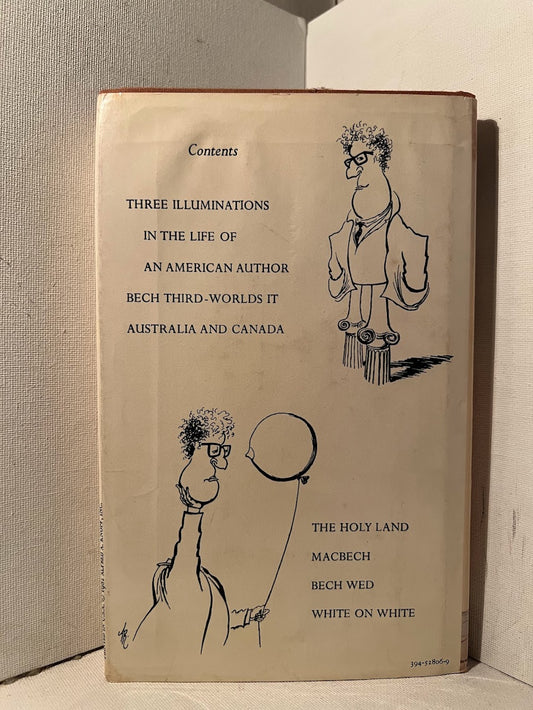 Contents
THREE ILLUMINATIONS
IN THE LIFE OF
AN AMERICAN AUTHOR
BECH THIRD-WORLDS IT
AUSTRALIA AND CANADA
THE HOLY LAND
MACBECH
BECH WED
WHITE ON WHITE
394-52806-9